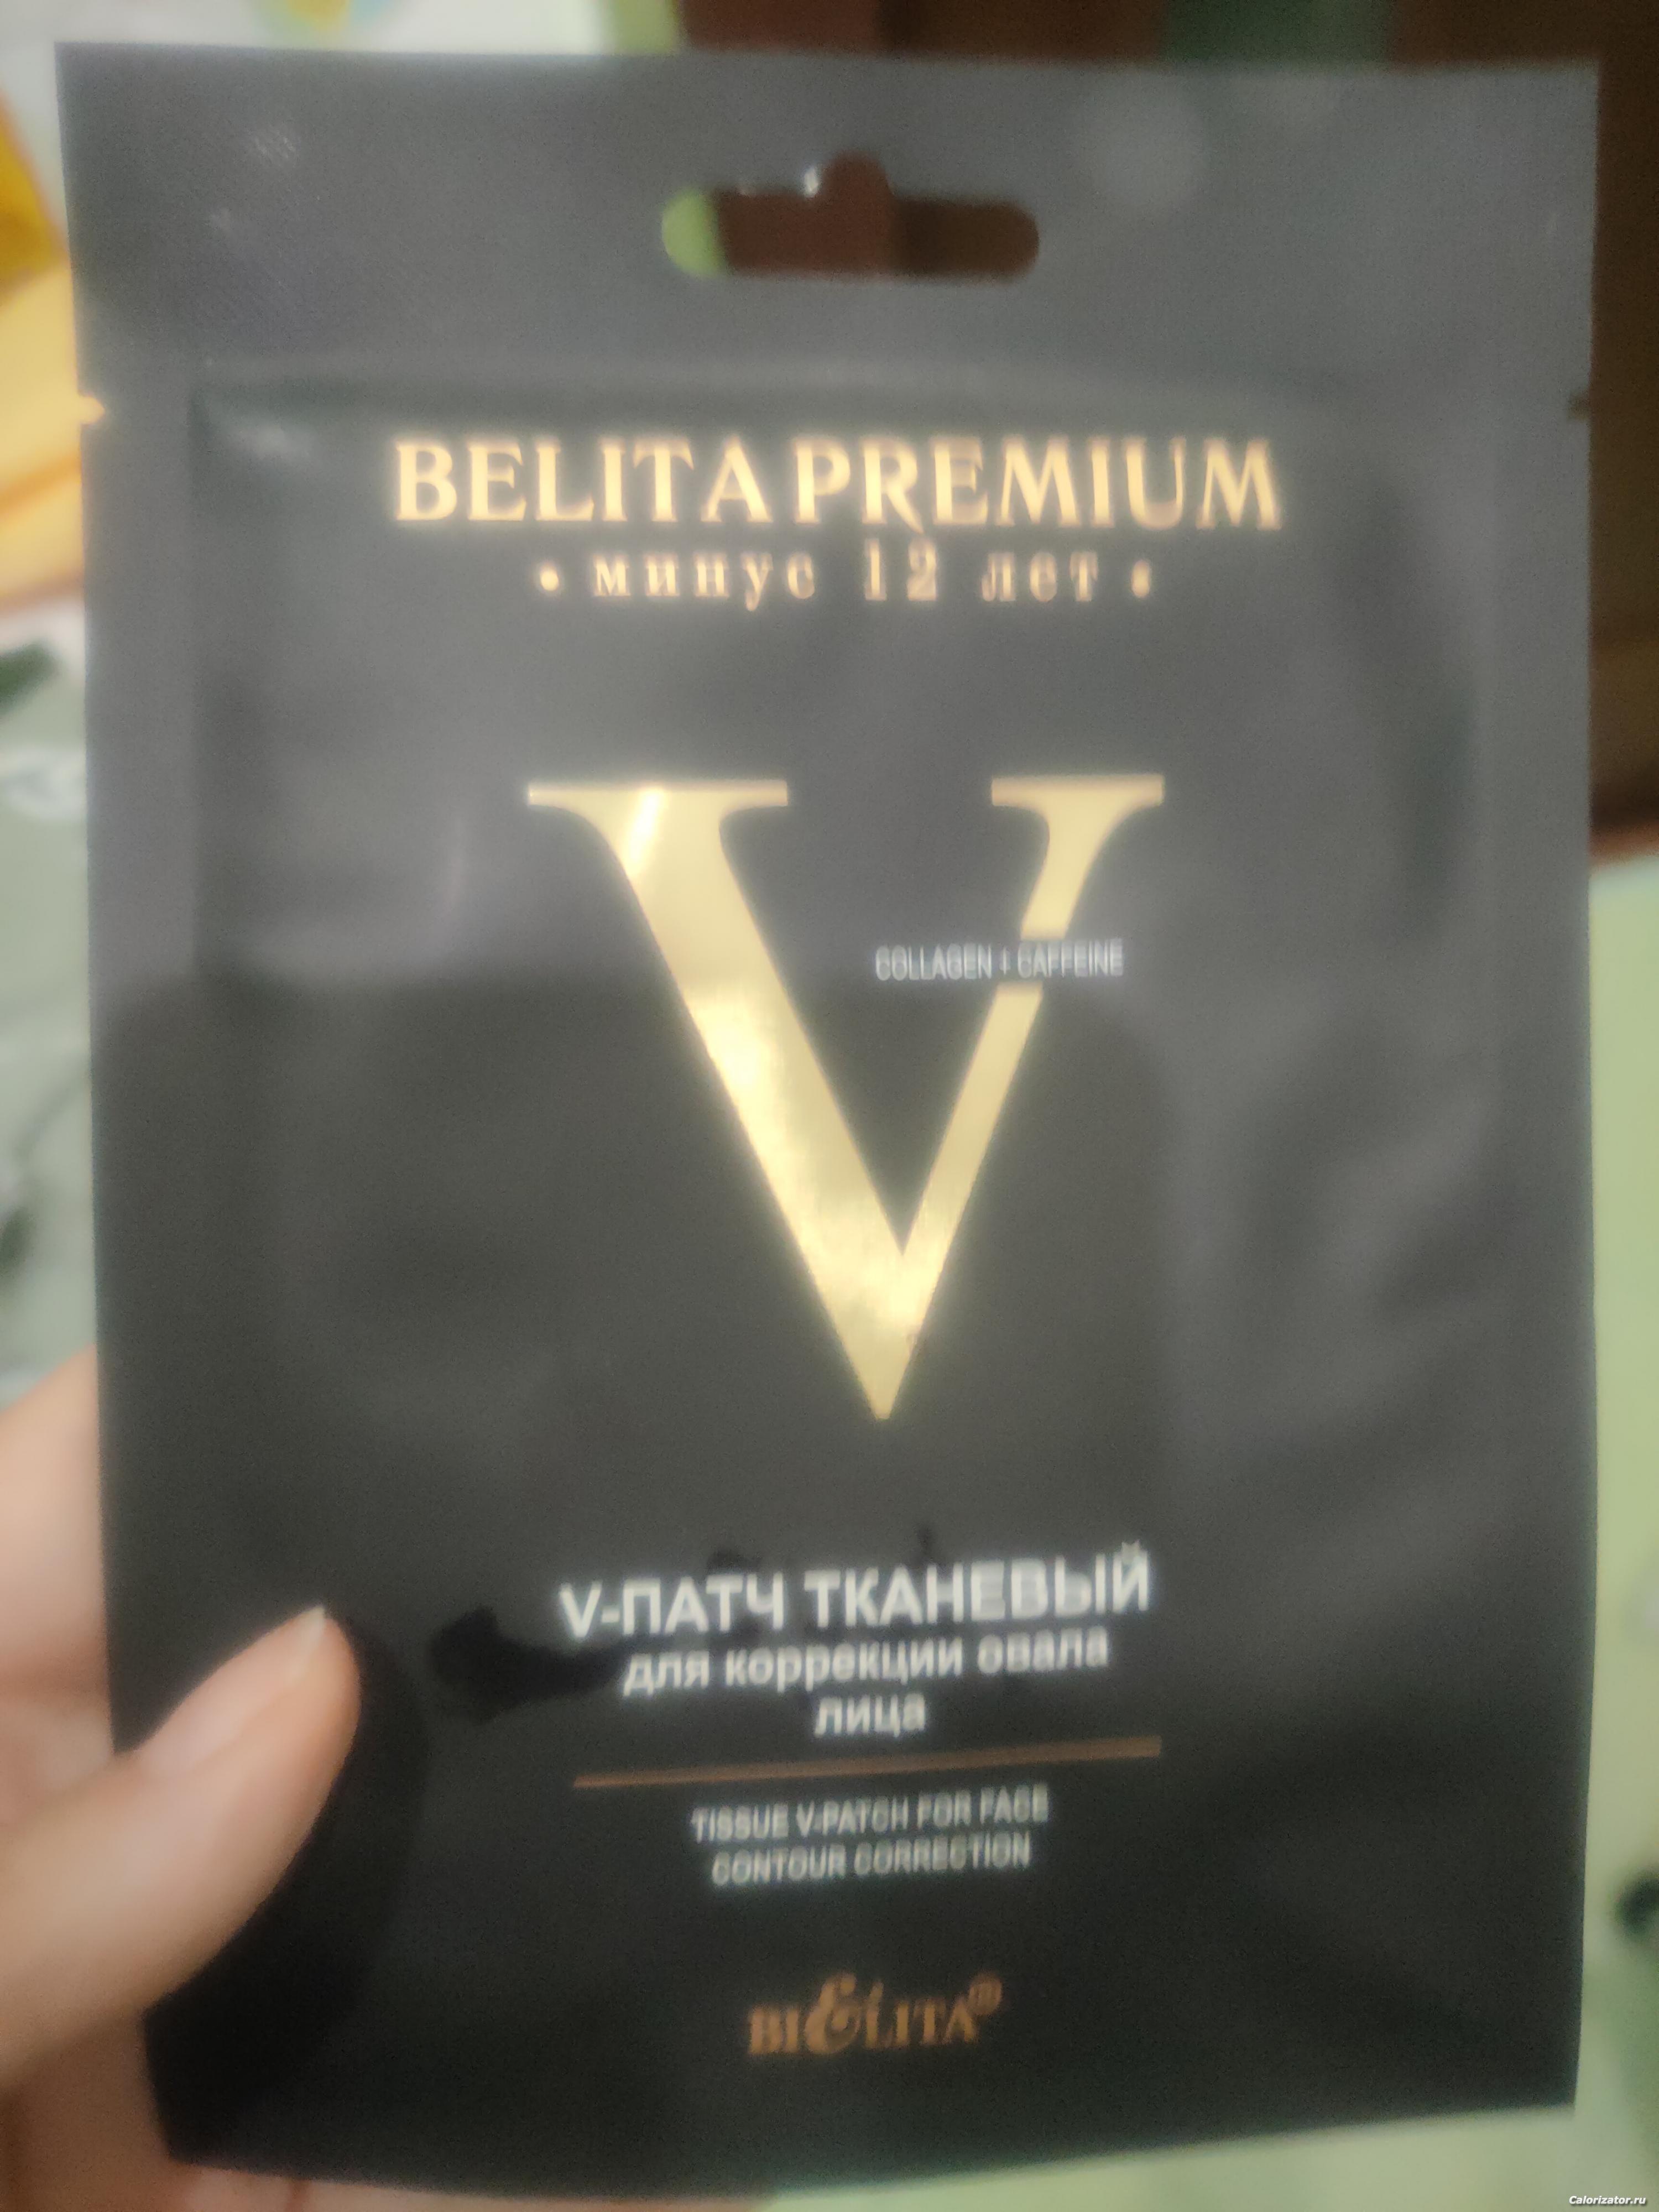 BELITA PREMIUM
• минус 12 лет •
V
COLLAGEN + CAFFEINE
V-ПАТЧ ТКАНЕВЫЙ
для коррекции овала
лица
TISSUE V-PATCH FOR FACE
CONTOUR CORRECTION
BIELITA®
Calorizator.ru